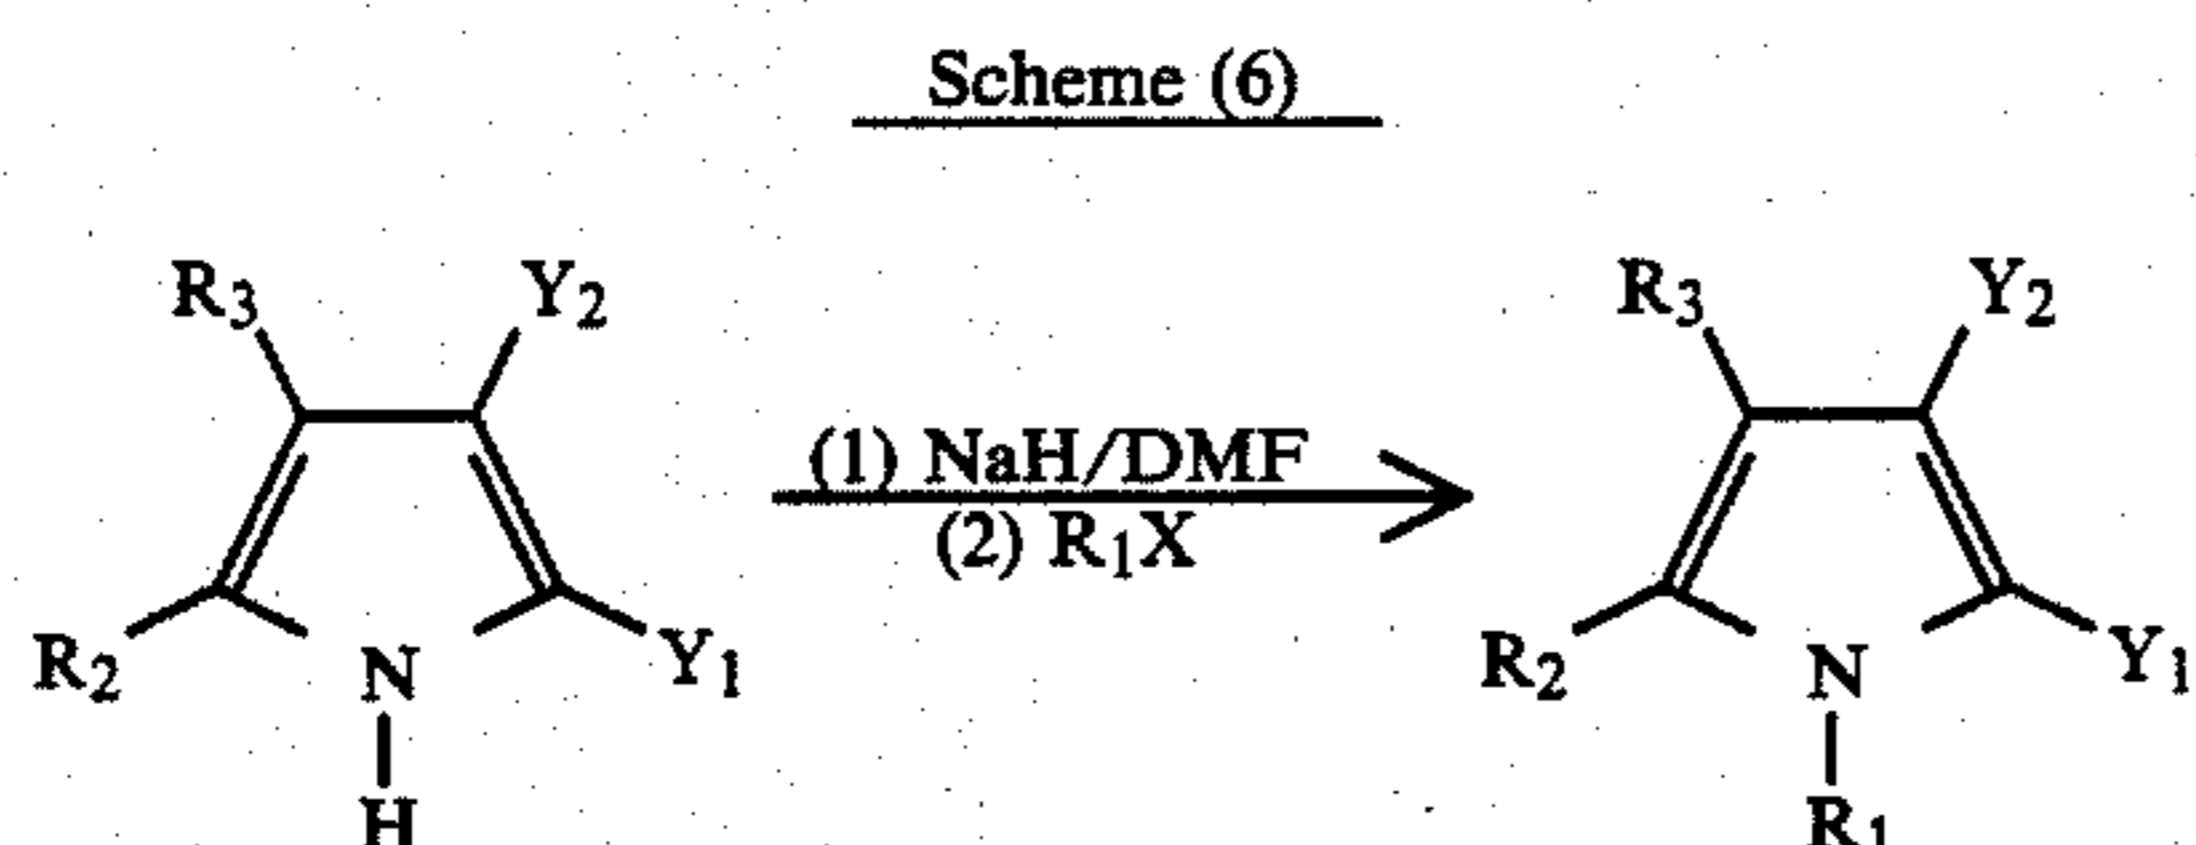 Scheme (6)
R3 Y2 R3 Y2
(1) NaH/DMF
(2) R1X
R2 N Y1 R2 N Y1
H R1